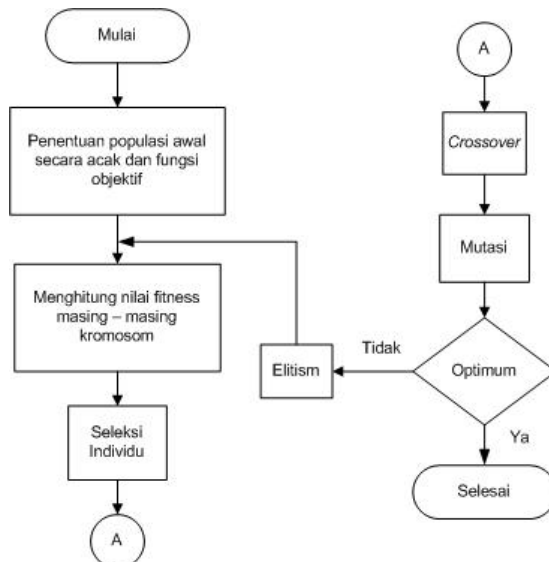 Mulai
Penentuan populasi awal
secara acak dan fungsi
objektif
Menghitung nilai fitness
masing – masing
kromosom
Seleksi
Individu
A
A
Crossover
Mutasi
Optimum
Tidak
Elitism
Ya
Selesai